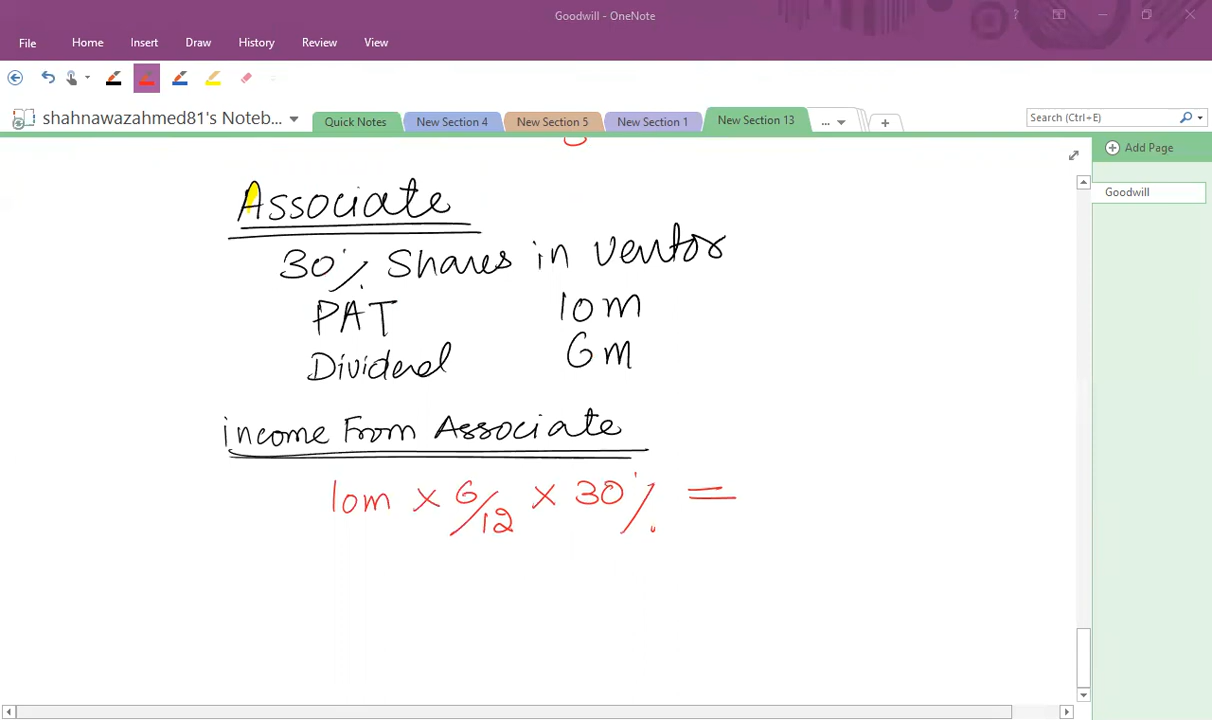 Goodwill - OneNote
File Home Insert Draw History Review View
shahnawazahmed81's Noteb... Quick Notes New Section 4 New Section 5 New Section 1 New Section 13 ... Search (Ctrl+E)
Add Page
Goodwill
Associate
30% Shares in Ventor
PAT 10m
Dividend 6m
income From Associate
10m × 6/12 × 30% =